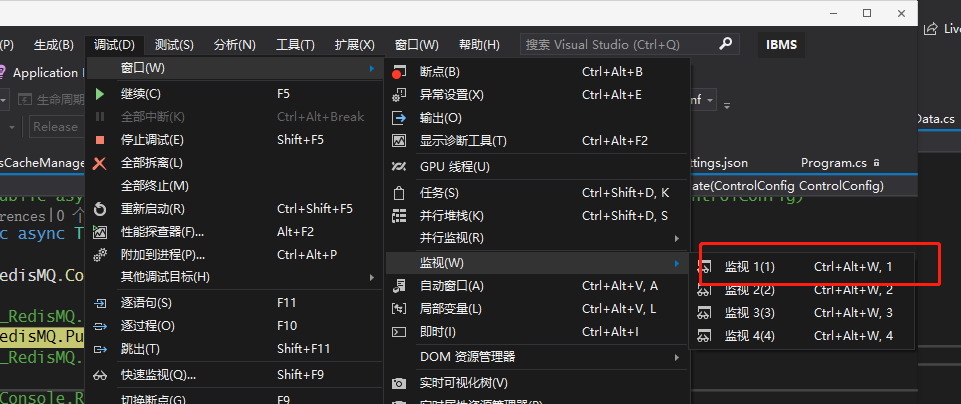 (P) 生成(B) 调试(D) 测试(S) 分析(N) 工具(T) 扩展(X) 窗口(W) 帮助(H) 搜索 Visual Studio (Ctrl+Q) IBMS
Live
Application
生命周期
Release
Data.cs
sCacheManage
ttings.json Program.cs
ate(ControlConfig ControlConfig)
ublic asy
ntrolConfig)
erences|0 个
c async T
edisMQ.Co
_RedisMQ.
edisMQ.Pu
_RedisMQ.
Console.R
窗口(W)
继续(C) F5
全部中断(K) Ctrl+Alt+Break
停止调试(E) Shift+F5
全部拆离(L)
全部终止(M)
重新启动(R) Ctrl+Shift+F5
性能探查器(F)... Alt+F2
附加到进程(P)... Ctrl+Alt+P
其他调试目标(H)
逐语句(S) F11
逐过程(O) F10
跳出(T) Shift+F11
快速监视(Q)... Shift+F9
切换断点(G) F9
断点(B) Ctrl+Alt+B
异常设置(X) Ctrl+Alt+E
输出(O)
显示诊断工具(T) Ctrl+Alt+F2
GPU 线程(U)
任务(S) Ctrl+Shift+D, K
并行堆栈(K) Ctrl+Shift+D, S
并行监视(R)
监视(W)
自动窗口(A) Ctrl+Alt+V, A
局部变量(L) Ctrl+Alt+V, L
即时(I) Ctrl+Alt+I
DOM 资源管理器
实时可视化树(V)
实时属性资源管理器(R)
监视 1(1) Ctrl+Alt+W, 1
监视 2(2) Ctrl+Alt+W, 2
监视 3(3) Ctrl+Alt+W, 3
监视 4(4) Ctrl+Alt+W, 4